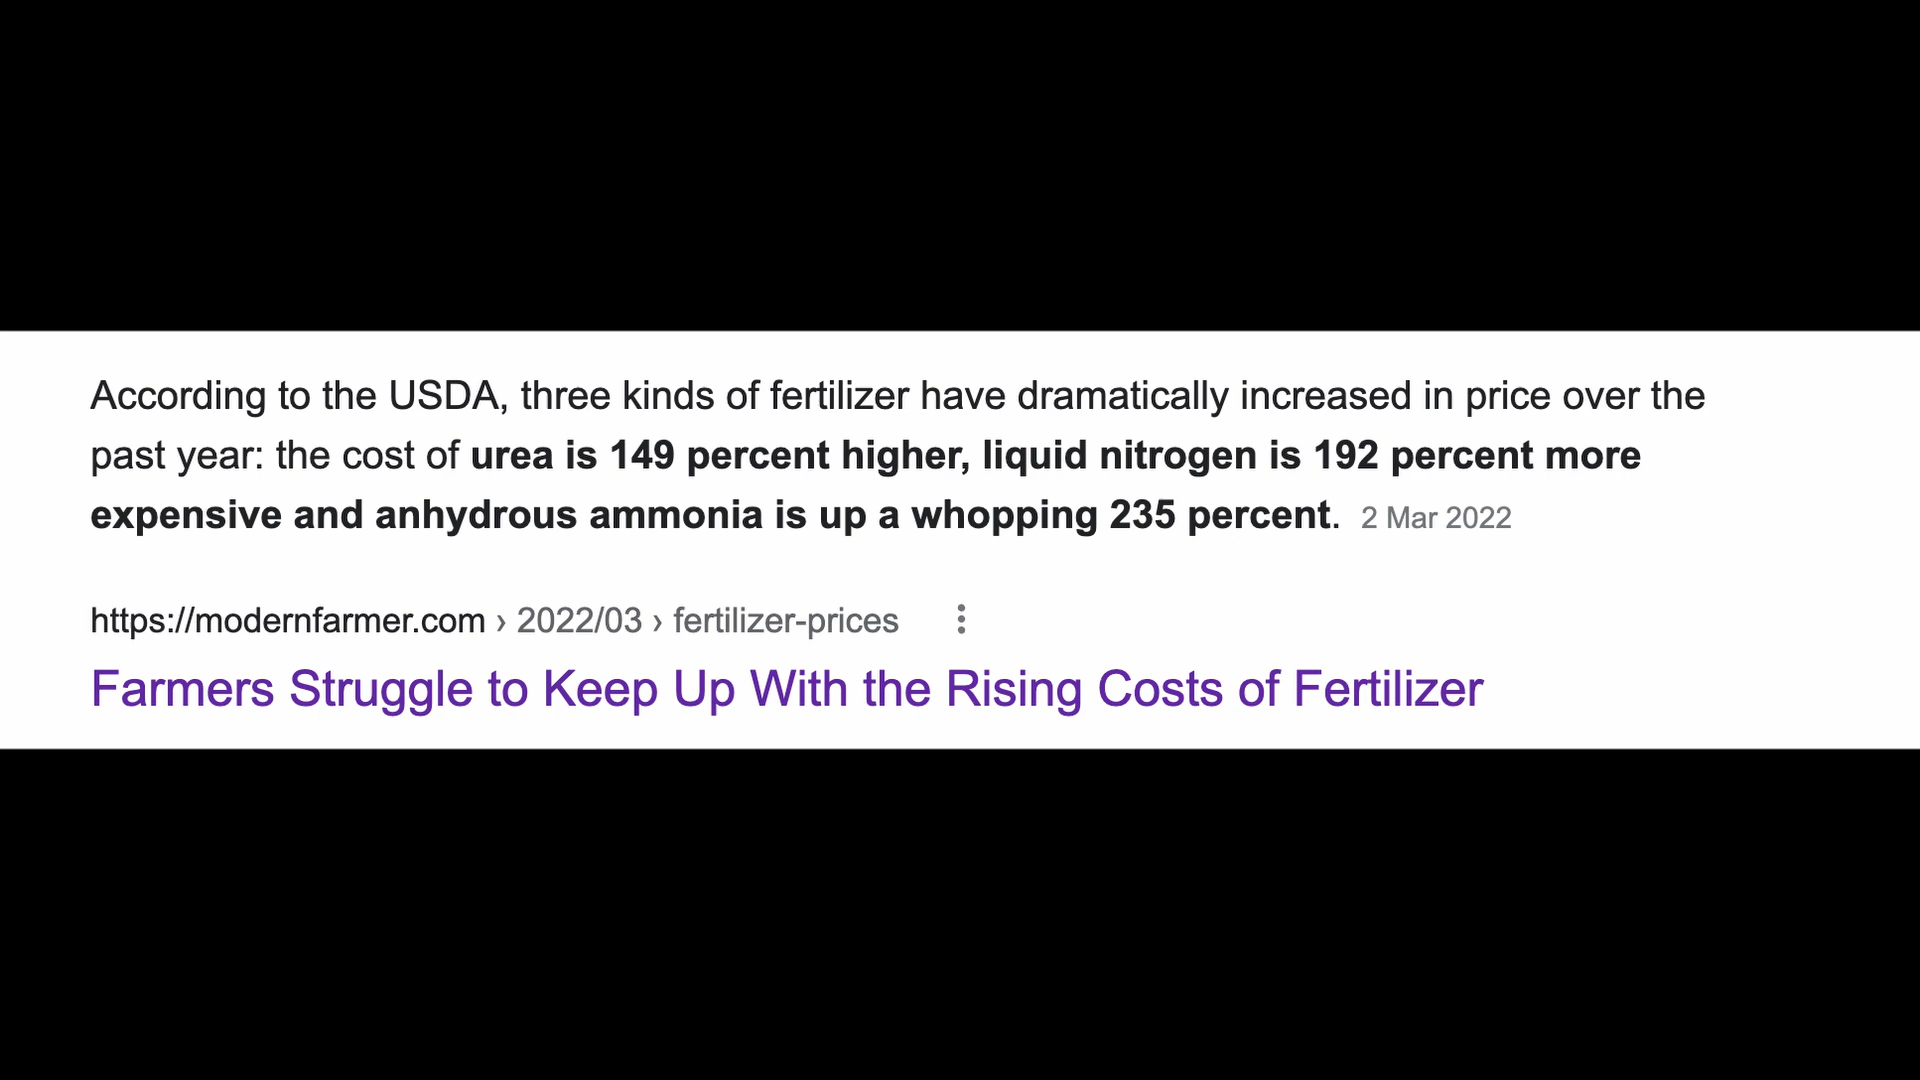 According to the USDA, three kinds of fertilizer have dramatically increased in price over the
past year: the cost of urea is 149 percent higher, liquid nitrogen is 192 percent more
expensive and anhydrous ammonia is up a whopping 235 percent. 2 Mar 2022
https://modernfarmer.com › 2022/03 › fertilizer-prices
Farmers Struggle to Keep Up With the Rising Costs of Fertilizer